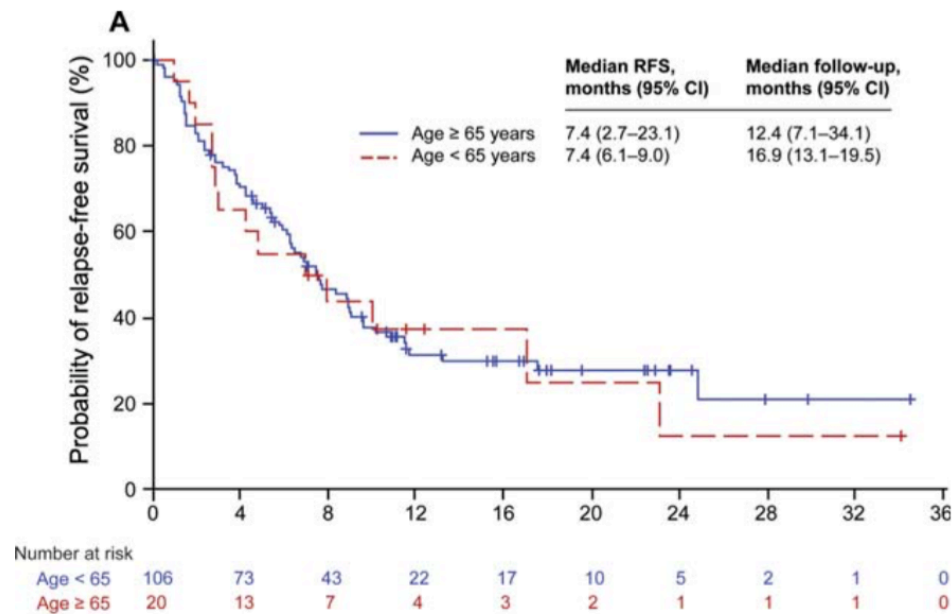 A
Probability of relapse-free surival (%)
100
80
60
40
20
0
Median RFS, months (95% CI)
Median follow-up, months (95% CI)
Age ≥ 65 years 7.4 (2.7–23.1) 12.4 (7.1–34.1)
Age < 65 years 7.4 (6.1–9.0) 16.9 (13.1–19.5)
0 4 8 12 16 20 24 28 32 36
Number at risk
Age < 65 106 73 43 22 17 10 5 2 1 0
Age ≥ 65 20 13 7 4 3 2 1 1 1 0